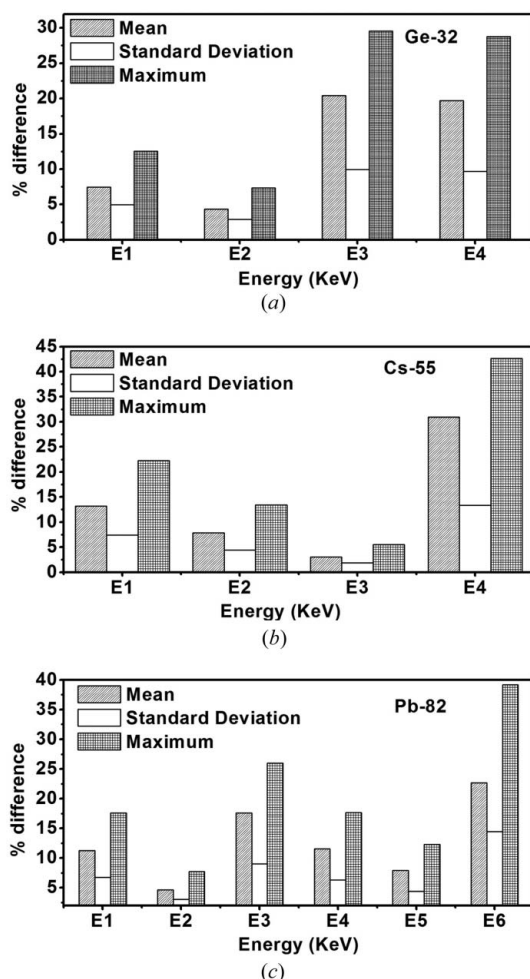 30
25
20
15
10
5
0
% difference
Mean
Standard Deviation
Maximum
Ge-32
E1 E2 E3 E4
Energy (KeV)
(a)
45
40
35
30
25
20
15
10
5
0
% difference
Mean
Standard Deviation
Maximum
Cs-55
E1 E2 E3 E4
Energy (KeV)
(b)
40
35
30
25
20
15
10
5
% difference
Mean
Standard Deviation
Maximum
Pb-82
E1 E2 E3 E4 E5 E6
Energy (KeV)
(c)